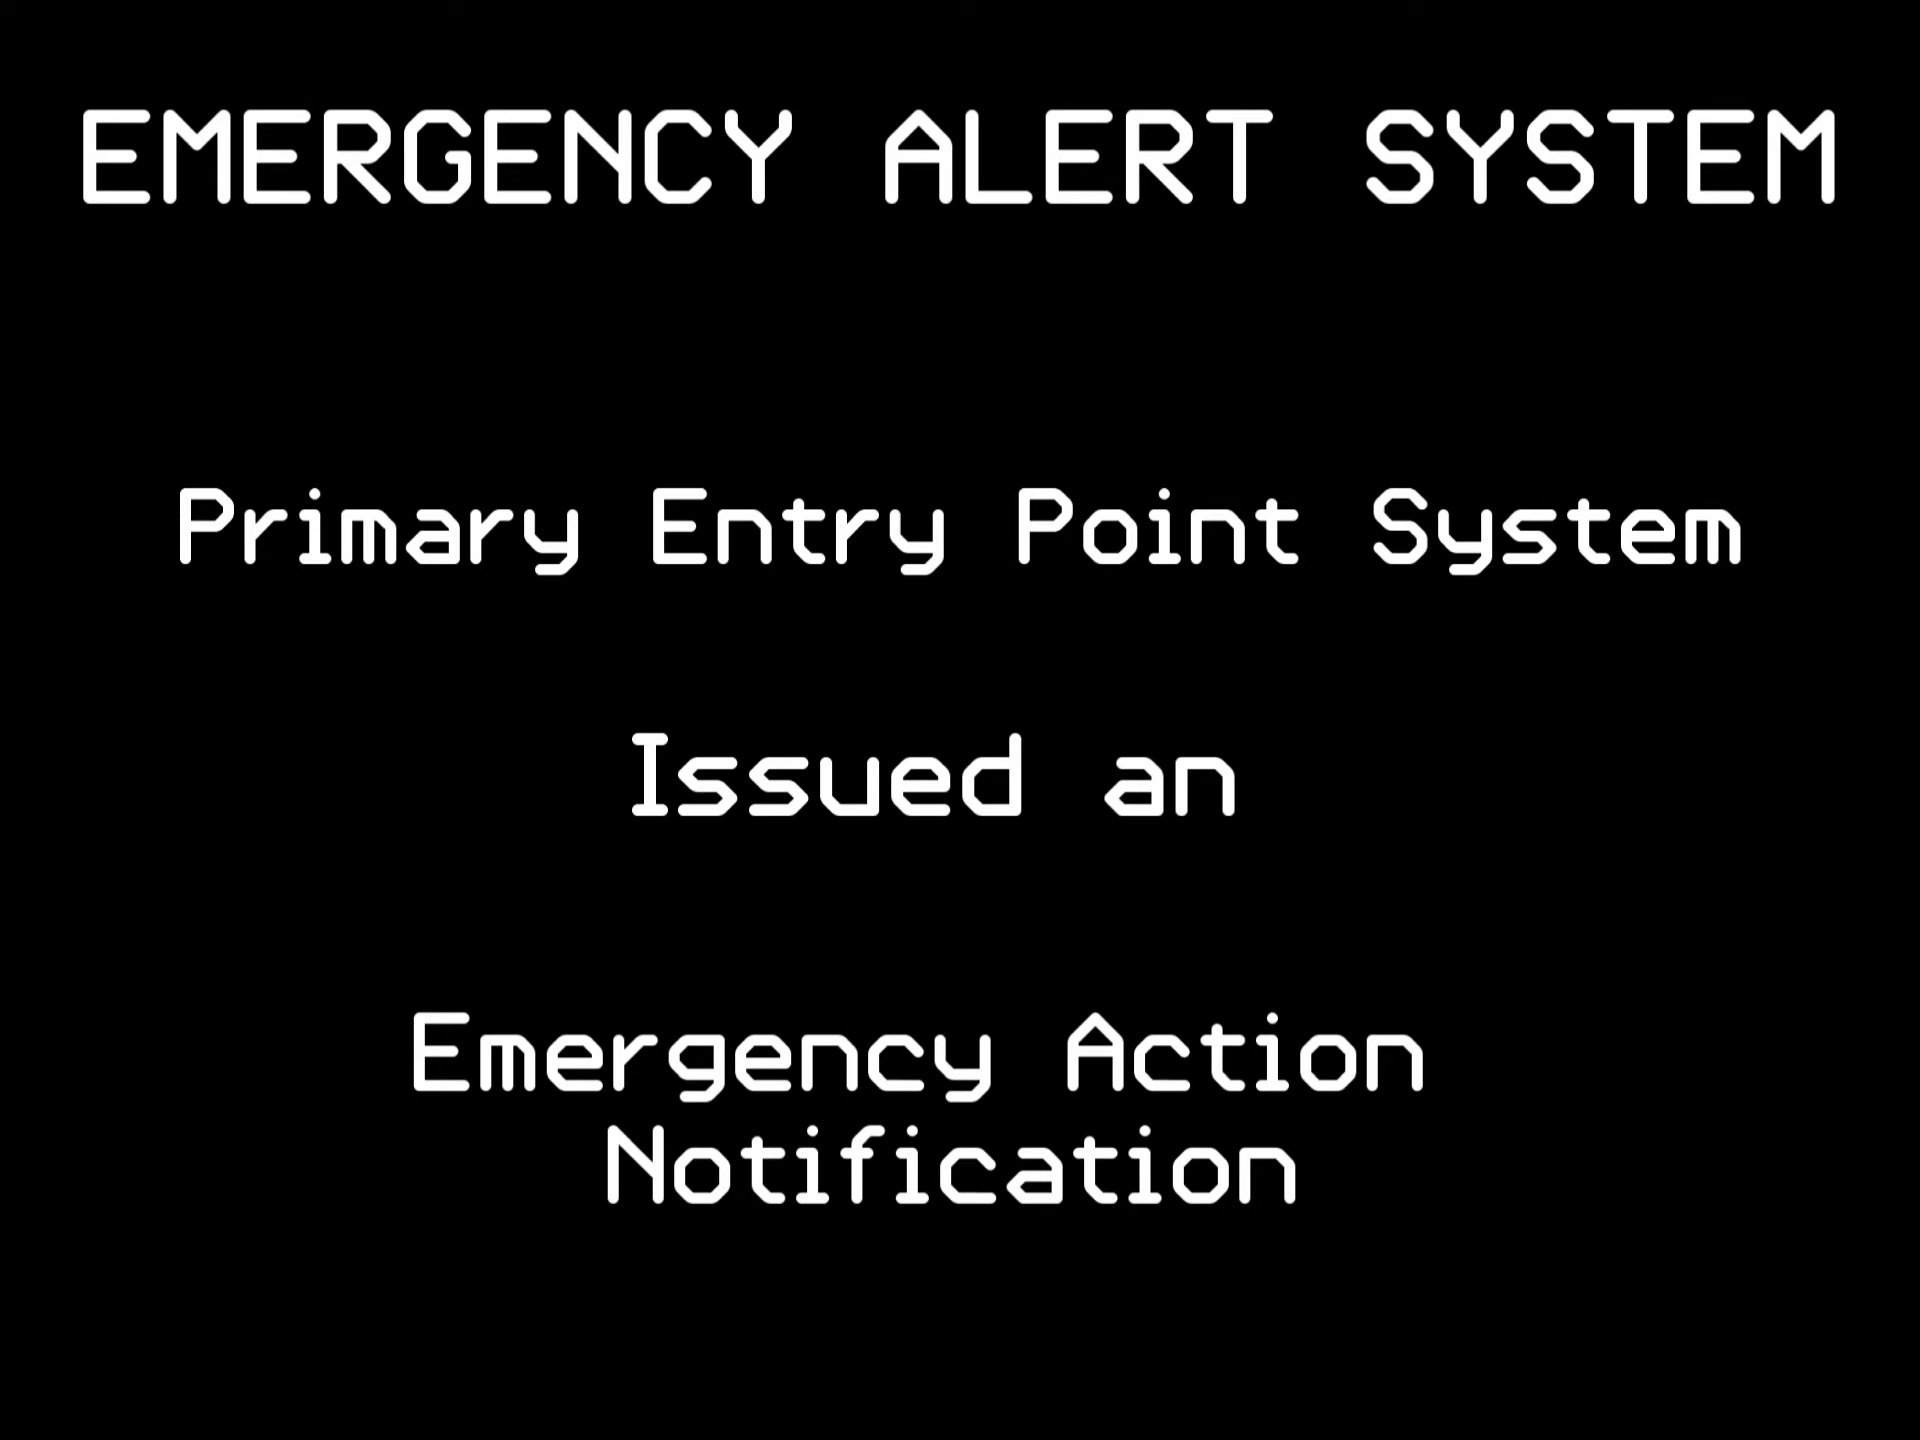 EMERGENCY ALERT SYSTEM
Primary Entry Point System
Issued an
Emergency Action
Notification